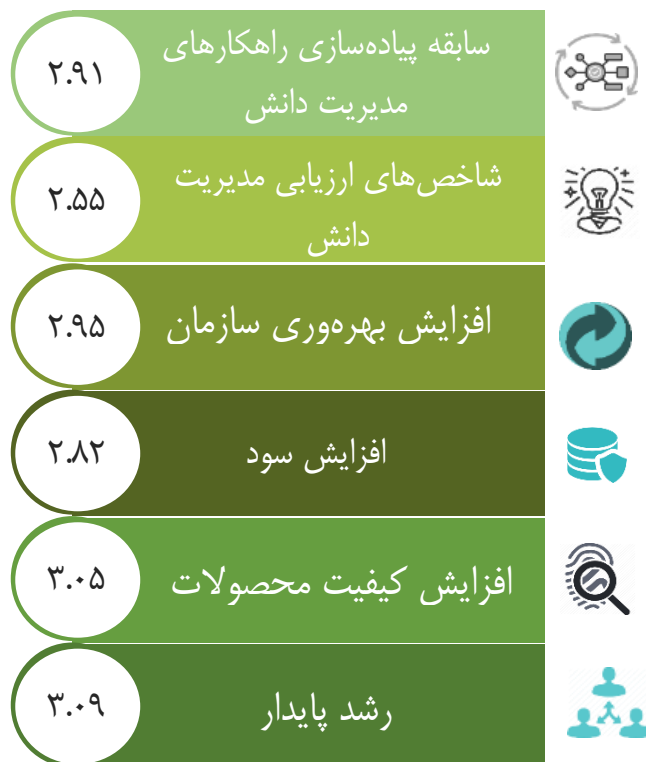 سابقه پیاده‌سازی راهکارهای
مدیریت دانش
۲.۹۱
شاخص‌های ارزیابی مدیریت
دانش
۲.۵۵
افزایش بهره‌وری سازمان
۲.۹۵
افزایش سود
۲.۸۲
افزایش کیفیت محصولات
۳.۰۵
رشد پایدار
۳.۰۹